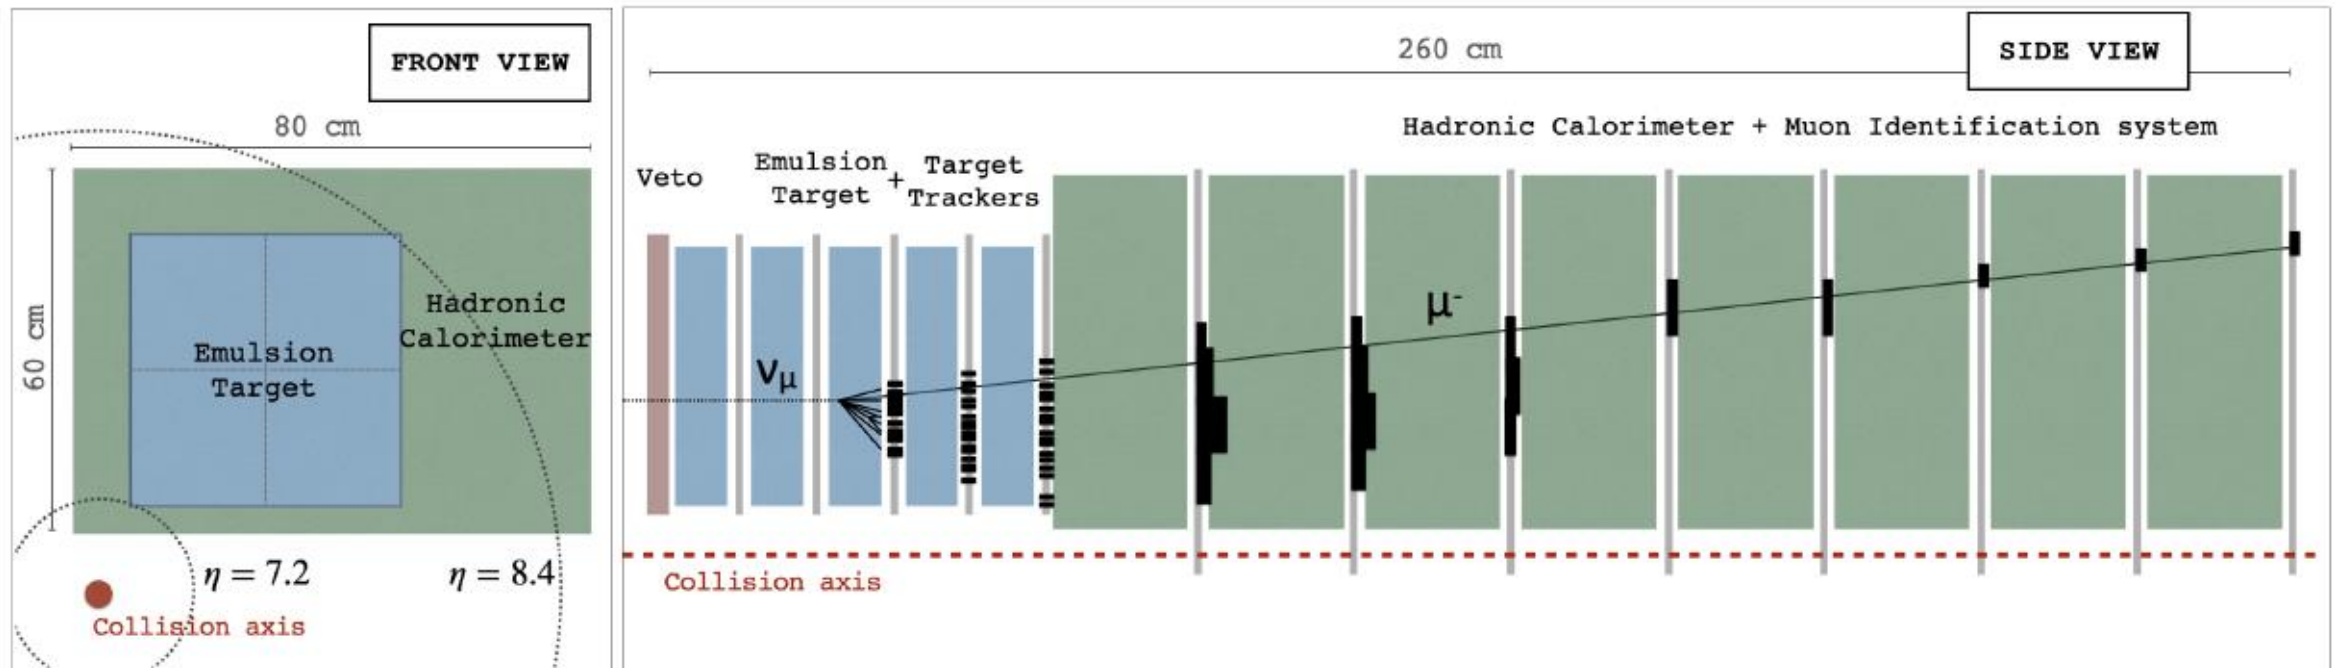 FRONT VIEW
80 cm
60 cm
Emulsion
Target
Hadronic
Calorimeter
η = 7.2
η = 8.4
Collision axis
SIDE VIEW
260 cm
Hadronic Calorimeter + Muon Identification system
Veto
Emulsion
Target
+
Target
Trackers
νμ
μ-
Collision axis